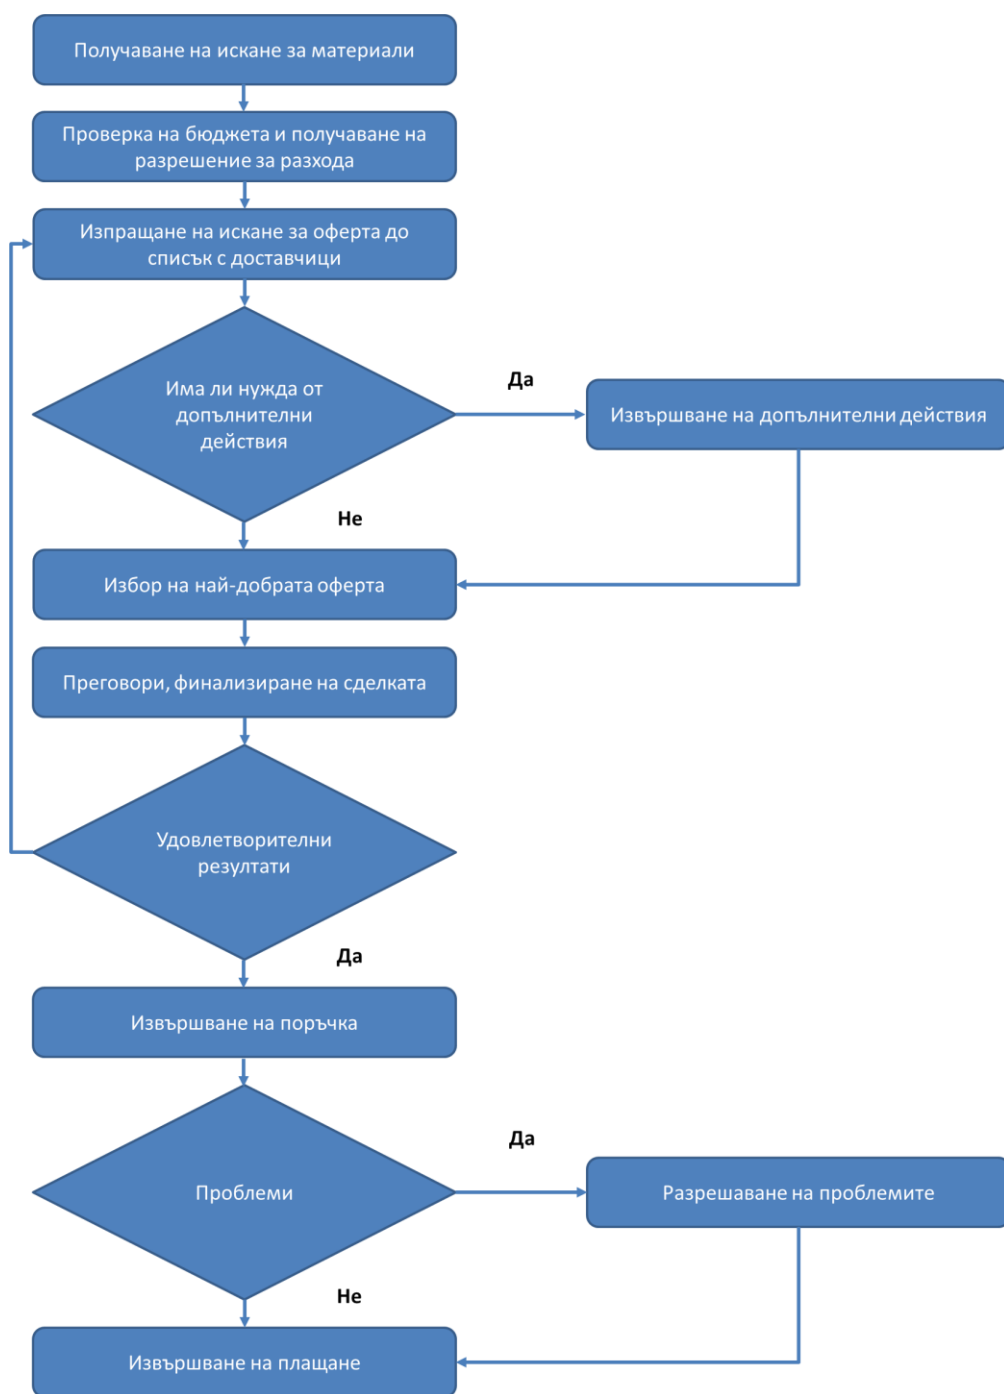 Получаване на искане за материали
Проверка на бюджета и получаване на
разрешение за разхода
Изпращане на искане за оферта до
списък с доставчици
Има ли нужда от
допълнителни
действия
Да
Извършване на допълнителни действия
Не
Избор на най-добрата оферта
Преговори, финализиране на сделката
Удовлетворителни
резултати
Да
Извършване на поръчка
Проблеми
Да
Разрешаване на проблемите
Не
Извършване на плащане